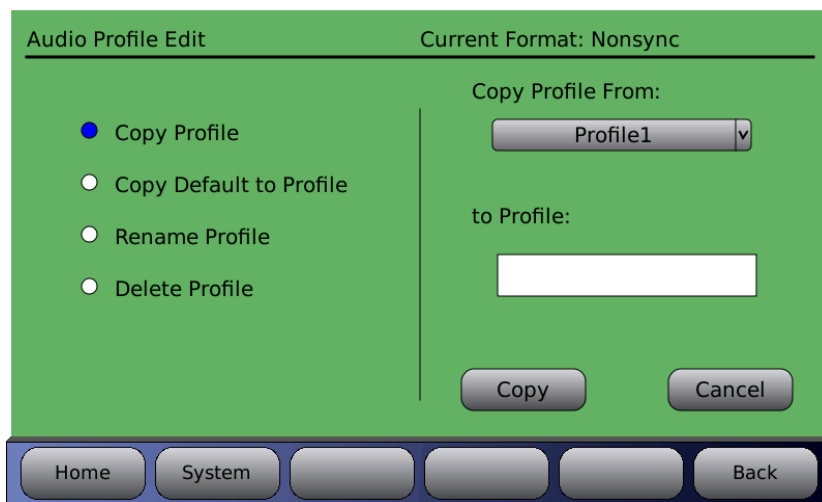 Audio Profile Edit
Current Format: Nonsync
Copy Profile
Copy Default to Profile
Rename Profile
Delete Profile
Copy Profile From:
Profile1
to Profile:
Copy
Cancel
Home
System
Back